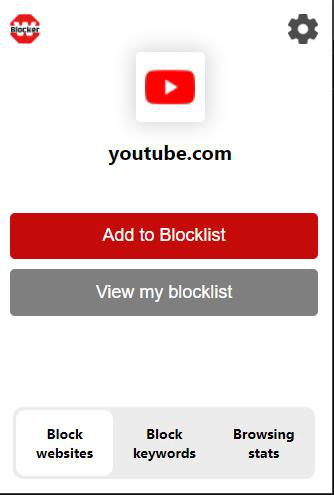 Blocker
youtube.com
Add to Blocklist
View my blocklist
Block
websites
Block
keywords
Browsing
stats